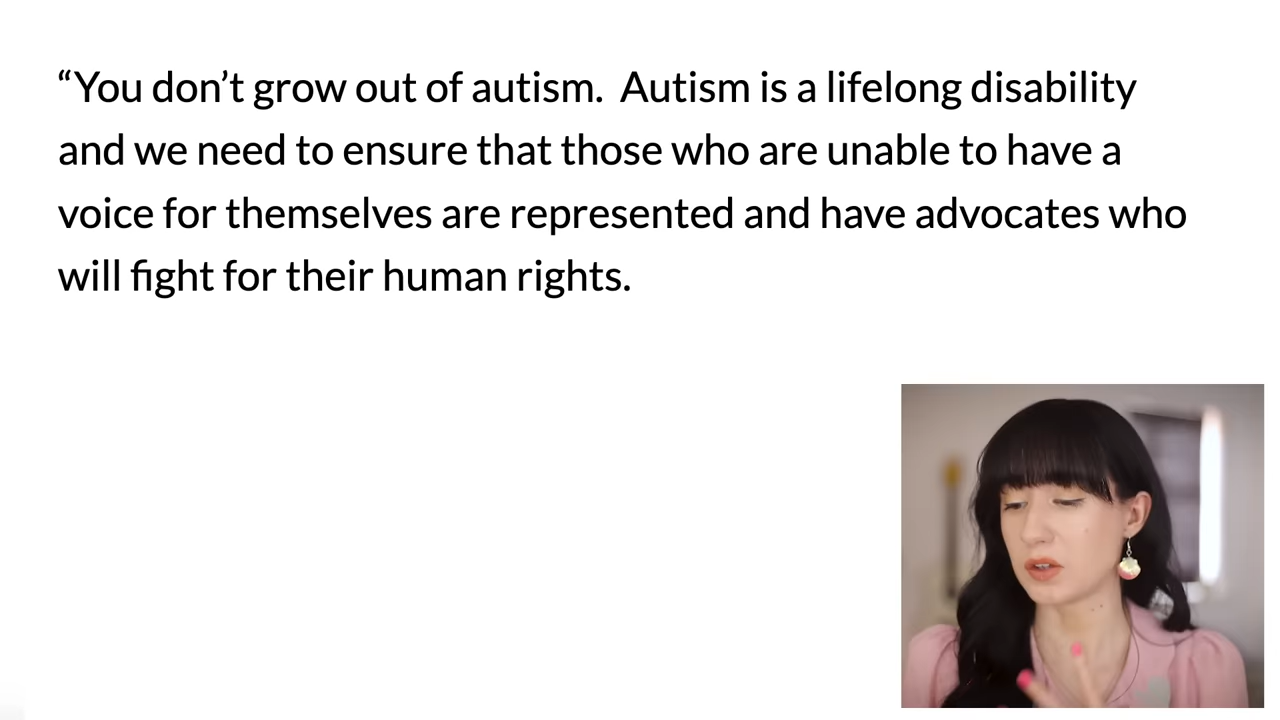 “You don’t grow out of autism.  Autism is a lifelong disability
and we need to ensure that those who are unable to have a
voice for themselves are represented and have advocates who
will fight for their human rights.